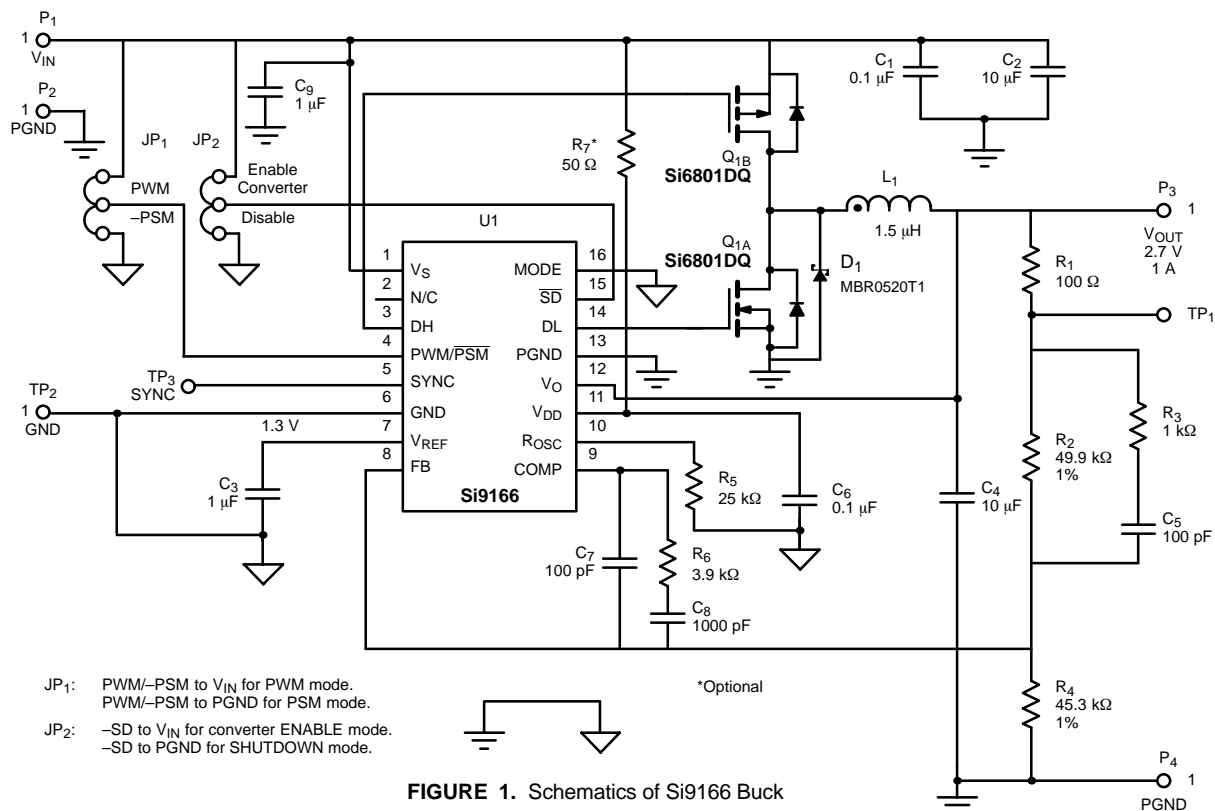 P1
1
VIN
P2
1
PGND
C9
1 µF
JP1
JP2
PWM
–PSM
Enable
Converter
Disable
R7*
50 Ω
Q1B
Si6801DQ
Q1A
Si6801DQ
C1
0.1 µF
C2
10 µF
L1
1.5 µH
D1
MBR0520T1
P3
1
VOUT
2.7 V
1 A
R1
100 Ω
TP1
U1
1
VS
2
N/C
3
DH
4
PWM/PSM
5
SYNC
6
GND
7
VREF
8
FB
16
MODE
15
SD
14
DL
13
PGND
12
VO
11
VDD
10
ROSC
9
COMP
Si9166
TP3
SYNC
TP2
1
GND
1.3 V
C3
1 µF
R5
25 kΩ
C6
0.1 µF
C7
100 pF
R6
3.9 kΩ
C8
1000 pF
C4
10 µF
R2
49.9 kΩ
1%
R3
1 kΩ
C5
100 pF
R4
45.3 kΩ
1%
P4
1
PGND
JP1: PWM/–PSM to VIN for PWM mode.
PWM/–PSM to PGND for PSM mode.
JP2: –SD to VIN for converter ENABLE mode.
–SD to PGND for SHUTDOWN mode.
*Optional
FIGURE 1. Schematics of Si9166 Buck